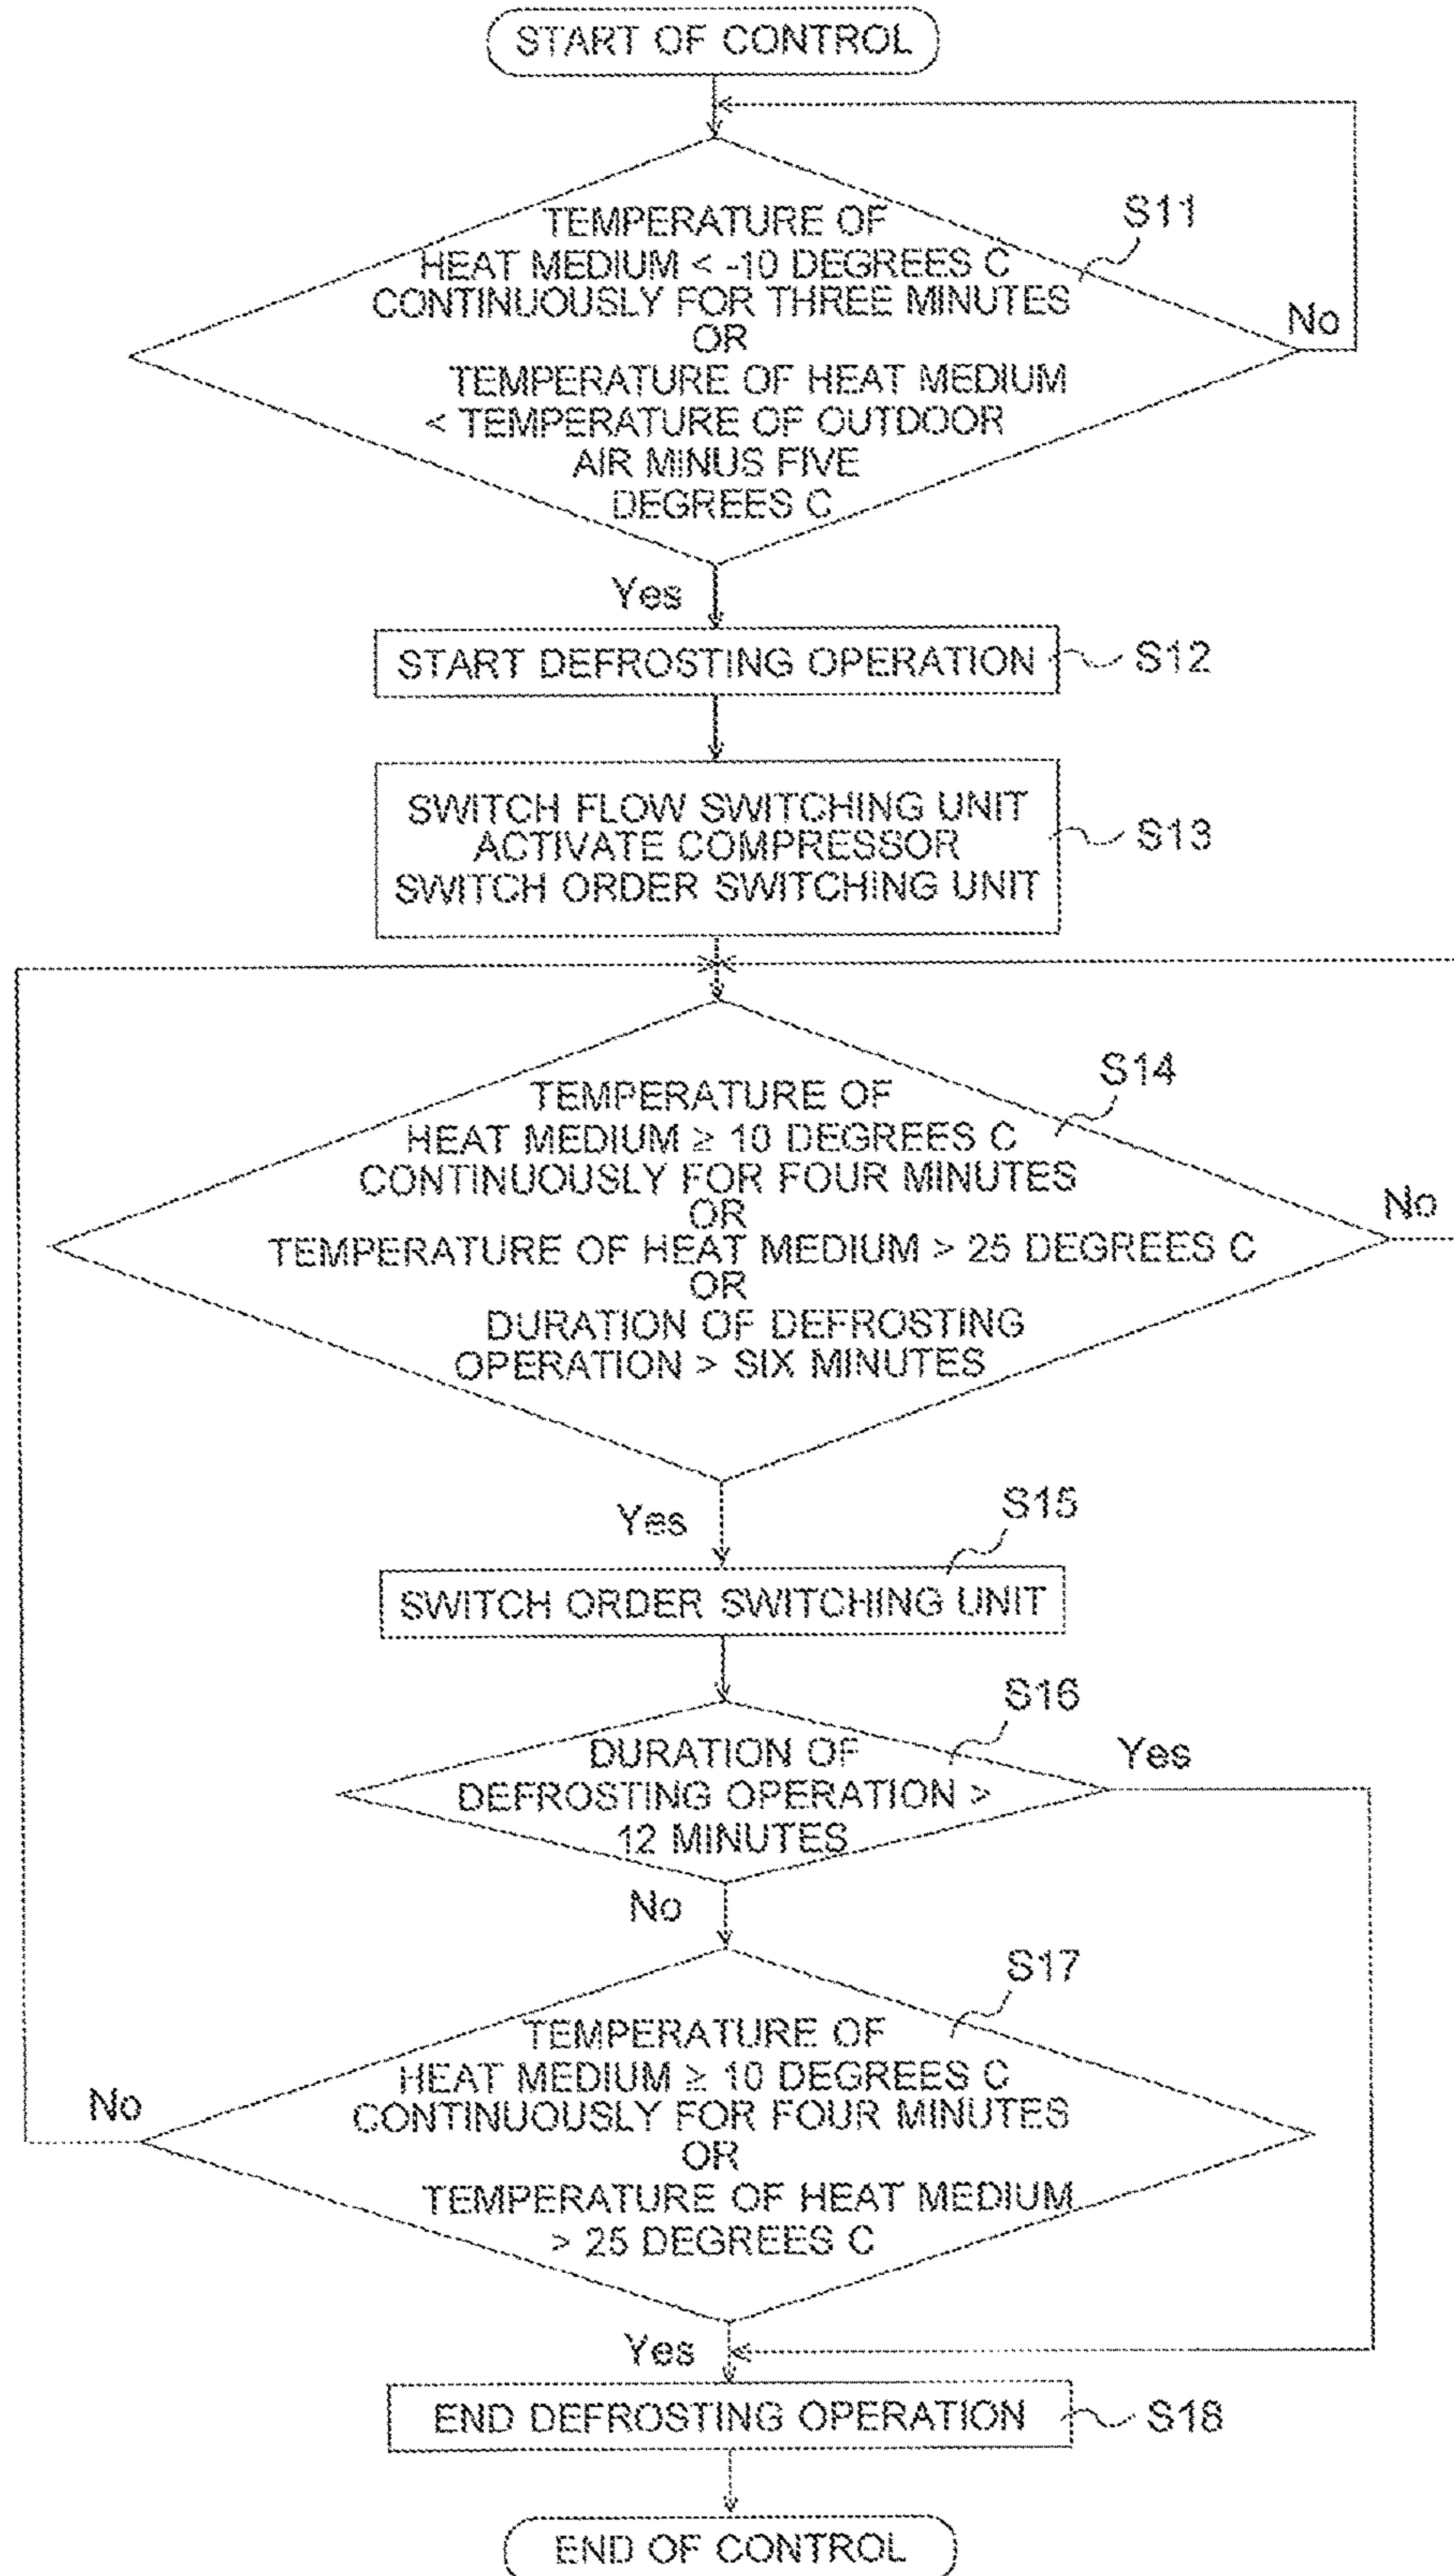 START OF CONTROL
S11
TEMPERATURE OF
HEAT MEDIUM < -10 DEGREES C
CONTINUOUSLY FOR THREE MINUTES
OR
TEMPERATURE OF HEAT MEDIUM
< TEMPERATURE OF OUTDOOR
AIR MINUS FIVE
DEGREES C
No
Yes
START DEFROSTING OPERATION
S12
SWITCH FLOW SWITCHING UNIT
ACTIVATE COMPRESSOR
SWITCH ORDER SWITCHING UNIT
S13
S14
TEMPERATURE OF
HEAT MEDIUM ≥ 10 DEGREES C
CONTINUOUSLY FOR FOUR MINUTES
OR
TEMPERATURE OF HEAT MEDIUM > 25 DEGREES C
OR
DURATION OF DEFROSTING
OPERATION > SIX MINUTES
No
Yes
S15
SWITCH ORDER SWITCHING UNIT
S16
DURATION OF
DEFROSTING OPERATION >
12 MINUTES
Yes
No
S17
TEMPERATURE OF
HEAT MEDIUM ≥ 10 DEGREES C
CONTINUOUSLY FOR FOUR MINUTES
OR
TEMPERATURE OF HEAT MEDIUM
> 25 DEGREES C
No
Yes
END DEFROSTING OPERATION
S18
END OF CONTROL